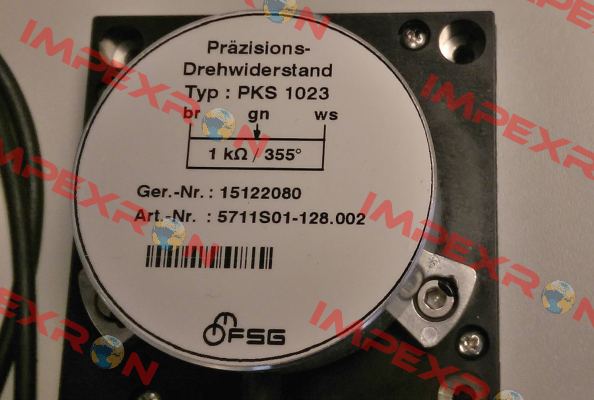 Präzisions-
Drehwiderstand
Typ : PKS 1023
br gn ws
1 kΩ / 355°
Ger.-Nr. : 15122080
Art.-Nr. : 5711S01-128.002
FSG
IMPEXRON
IMPEXRON
IMPEXRON
IMPEXRON
IMPEXRON